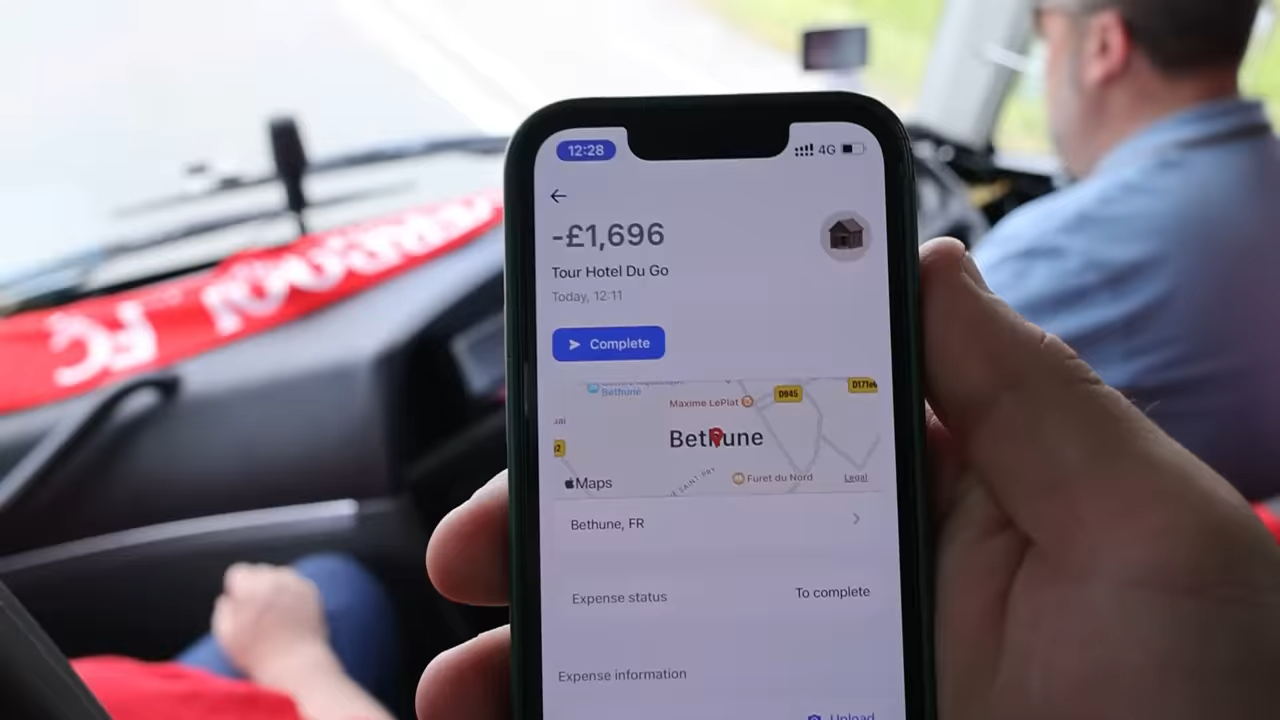 12:28
4G
-£1,696
Tour Hotel Du Go
Today, 12:11
Complete
Bethune
Maxime LePlat
D945
Bethune
Maps
Furet du Nord
Legal
Bethune, FR
Expense status
To complete
Expense information
Upload
FC